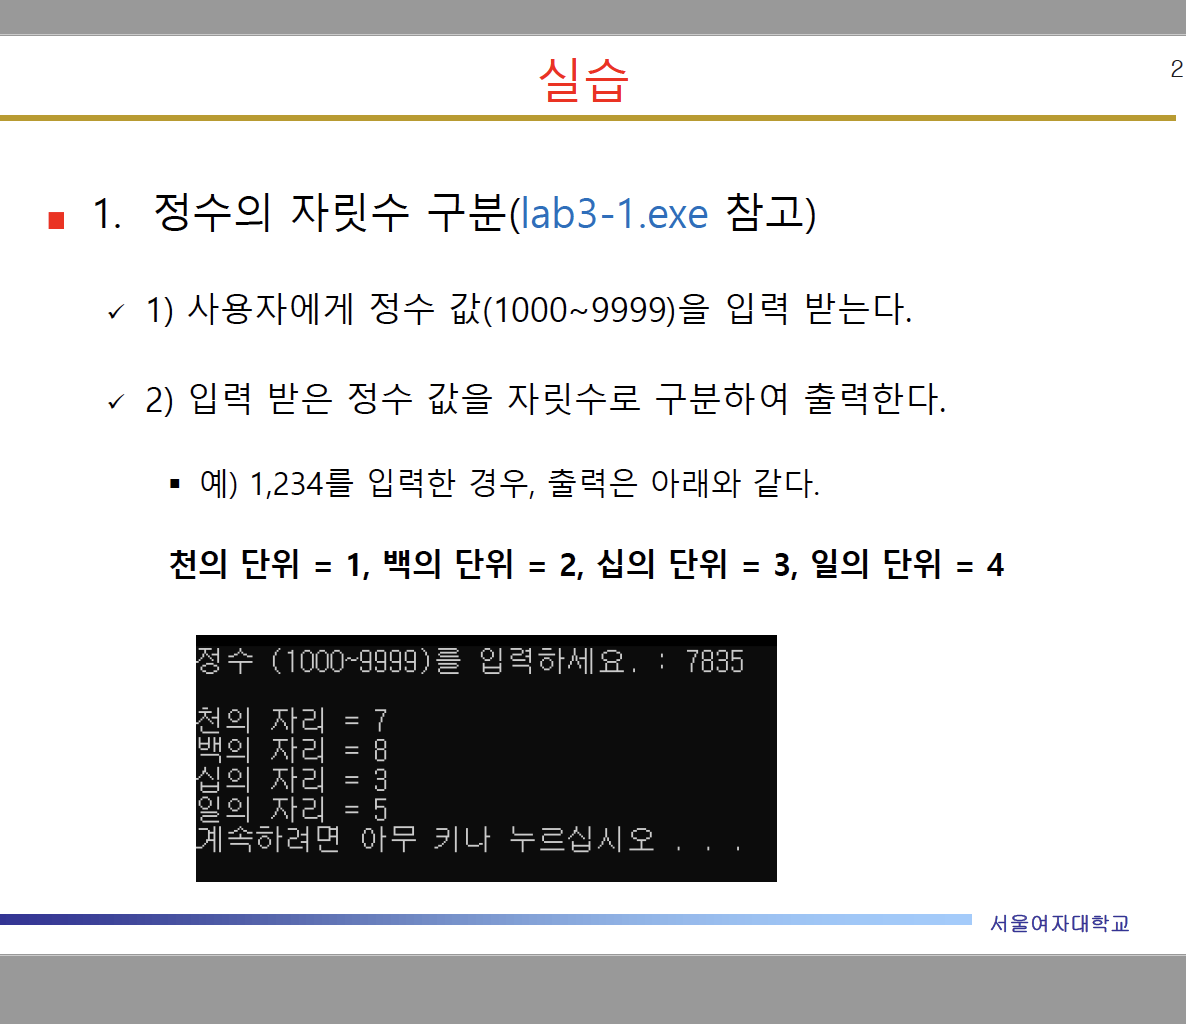 실습
2
1. 정수의 자릿수 구분(lab3-1.exe 참고)
1) 사용자에게 정수 값(1000~9999)을 입력 받는다.
2) 입력 받은 정수 값을 자릿수로 구분하여 출력한다.
예) 1,234를 입력한 경우, 출력은 아래와 같다.
천의 단위 = 1, 백의 단위 = 2, 십의 단위 = 3, 일의 단위 = 4
정수 (1000~9999)를 입력하세요. : 7835
천의 자리 = 7
백의 자리 = 8
십의 자리 = 3
일의 자리 = 5
계속하려면 아무 키나 누르십시오 . . .
서울여자대학교